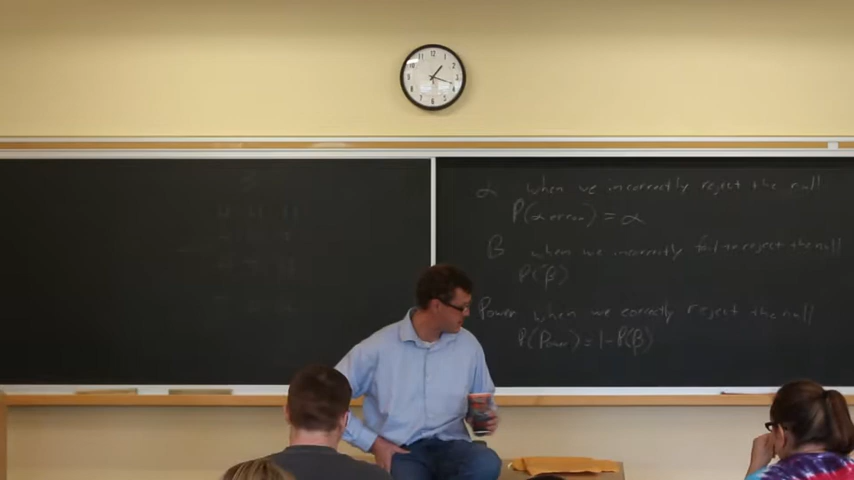 α when we incorrectly reject the null
P(α error) = α
β when we incorrectly fail to reject the null
P(β)
Power when we correctly reject the null
P(Power) = 1 - P(β)